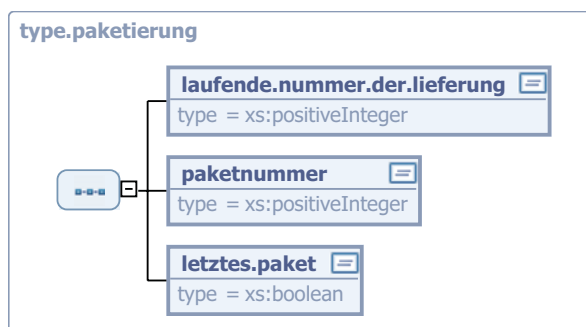 type.paketierung
laufende.nummer.der.lieferung
type = xs:positiveInteger
paketnummer
type = xs:positiveInteger
letztes.paket
type = xs:boolean